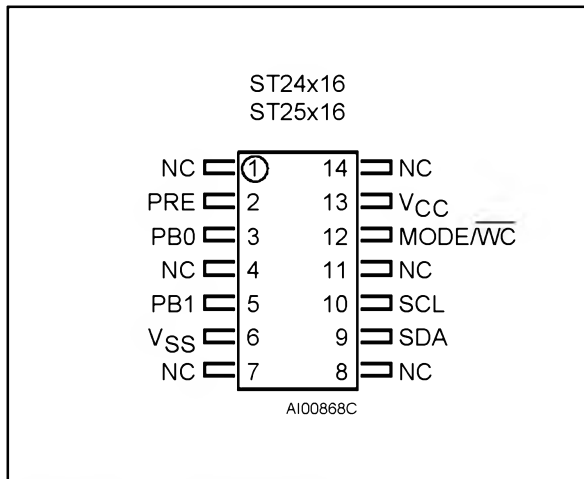 ST24x16
ST25x16
NC 1 14 NC
PRE 2 13 VCC
PB0 3 12 MODE/W̅C̅
NC 4 11 NC
PB1 5 10 SCL
VSS 6 9 SDA
NC 7 8 NC
AI00868C